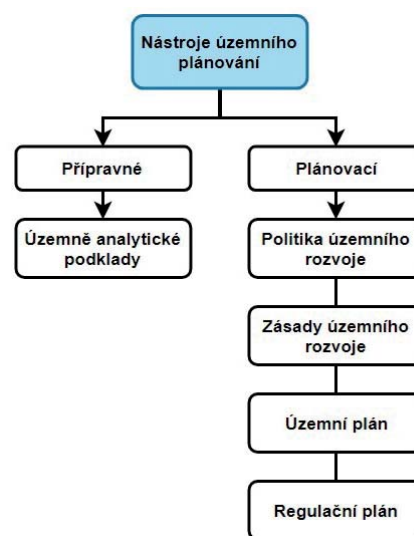 Nástroje územního
plánování
Přípravné
Plánovací
Územně analytické
podklady
Politika územního
rozvoje
Zásady územního
rozvoje
Územní plán
Regulační plán